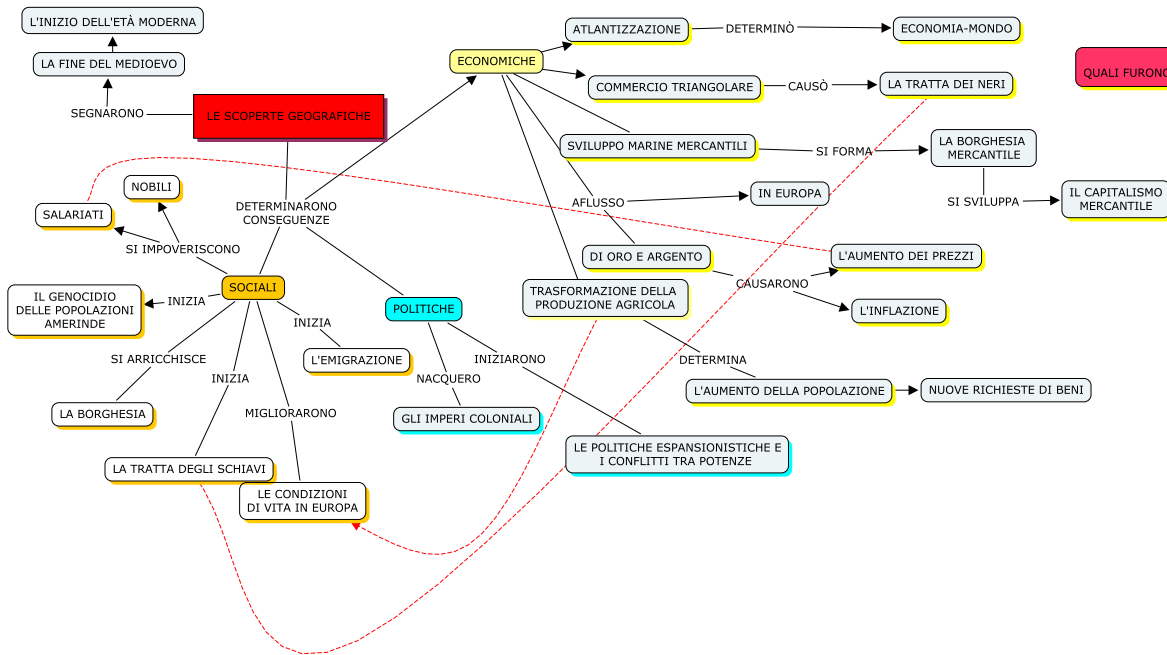 L'INIZIO DELL'ETÀ MODERNA
LA FINE DEL MEDIOEVO
SEGNARONO
LE SCOPERTE GEOGRAFICHE
DETERMINARONO
CONSEGUENZE
ECONOMICHE
ATLANTIZZAZIONE
DETERMINÒ
ECONOMIA-MONDO
COMMERCIO TRIANGOLARE
CAUSÒ
LA TRATTA DEI NERI
QUALI FURONO
SVILUPPO MARINE MERCANTILI
SI FORMA
LA BORGHESIA
MERCANTILE
SI SVILUPPA
IL CAPITALISMO
MERCANTILE
AFLUSSO
IN EUROPA
DI ORO E ARGENTO
CAUSARONO
L'AUMENTO DEI PREZZI
L'INFLAZIONE
TRASFORMAZIONE DELLA
PRODUZIONE AGRICOLA
DETERMINA
L'AUMENTO DELLA POPOLAZIONE
NUOVE RICHIESTE DI BENI
NOBILI
SALARIATI
SI IMPOVERISCONO
SOCIALI
INIZIA
IL GENOCIDIO
DELLE POPOLAZIONI
AMERINDE
SI ARRICCHISCE
LA BORGHESIA
INIZIA
LA TRATTA DEGLI SCHIAVI
MIGLIORARONO
LE CONDIZIONI
DI VITA IN EUROPA
INIZIA
L'EMIGRAZIONE
POLITICHE
NACQUERO
GLI IMPERI COLONIALI
INIZIARONO
LE POLITICHE ESPANSIONISTICHE E
I CONFLITTI TRA POTENZE